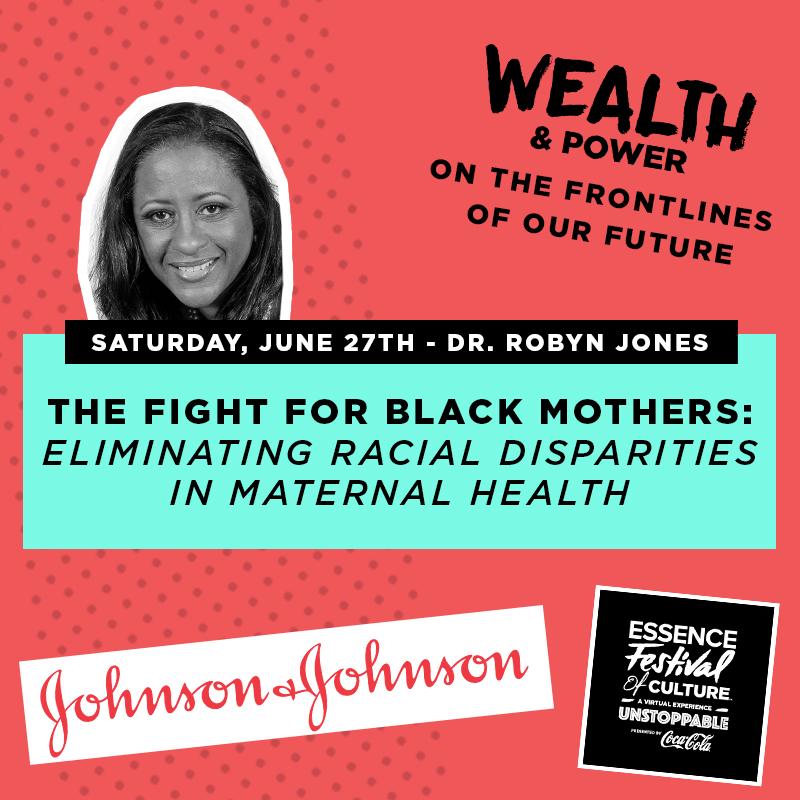 WEALTH
& POWER
ON THE FRONTLINES
OF OUR FUTURE
SATURDAY, JUNE 27TH - DR. ROBYN JONES
THE FIGHT FOR BLACK MOTHERS:
ELIMINATING RACIAL DISPARITIES
IN MATERNAL HEALTH
Johnson & Johnson
ESSENCE
Festival
Of CULTURE
A VIRTUAL EXPERIENCE
UNSTOPPABLE
PRESENTED BY Coca-Cola